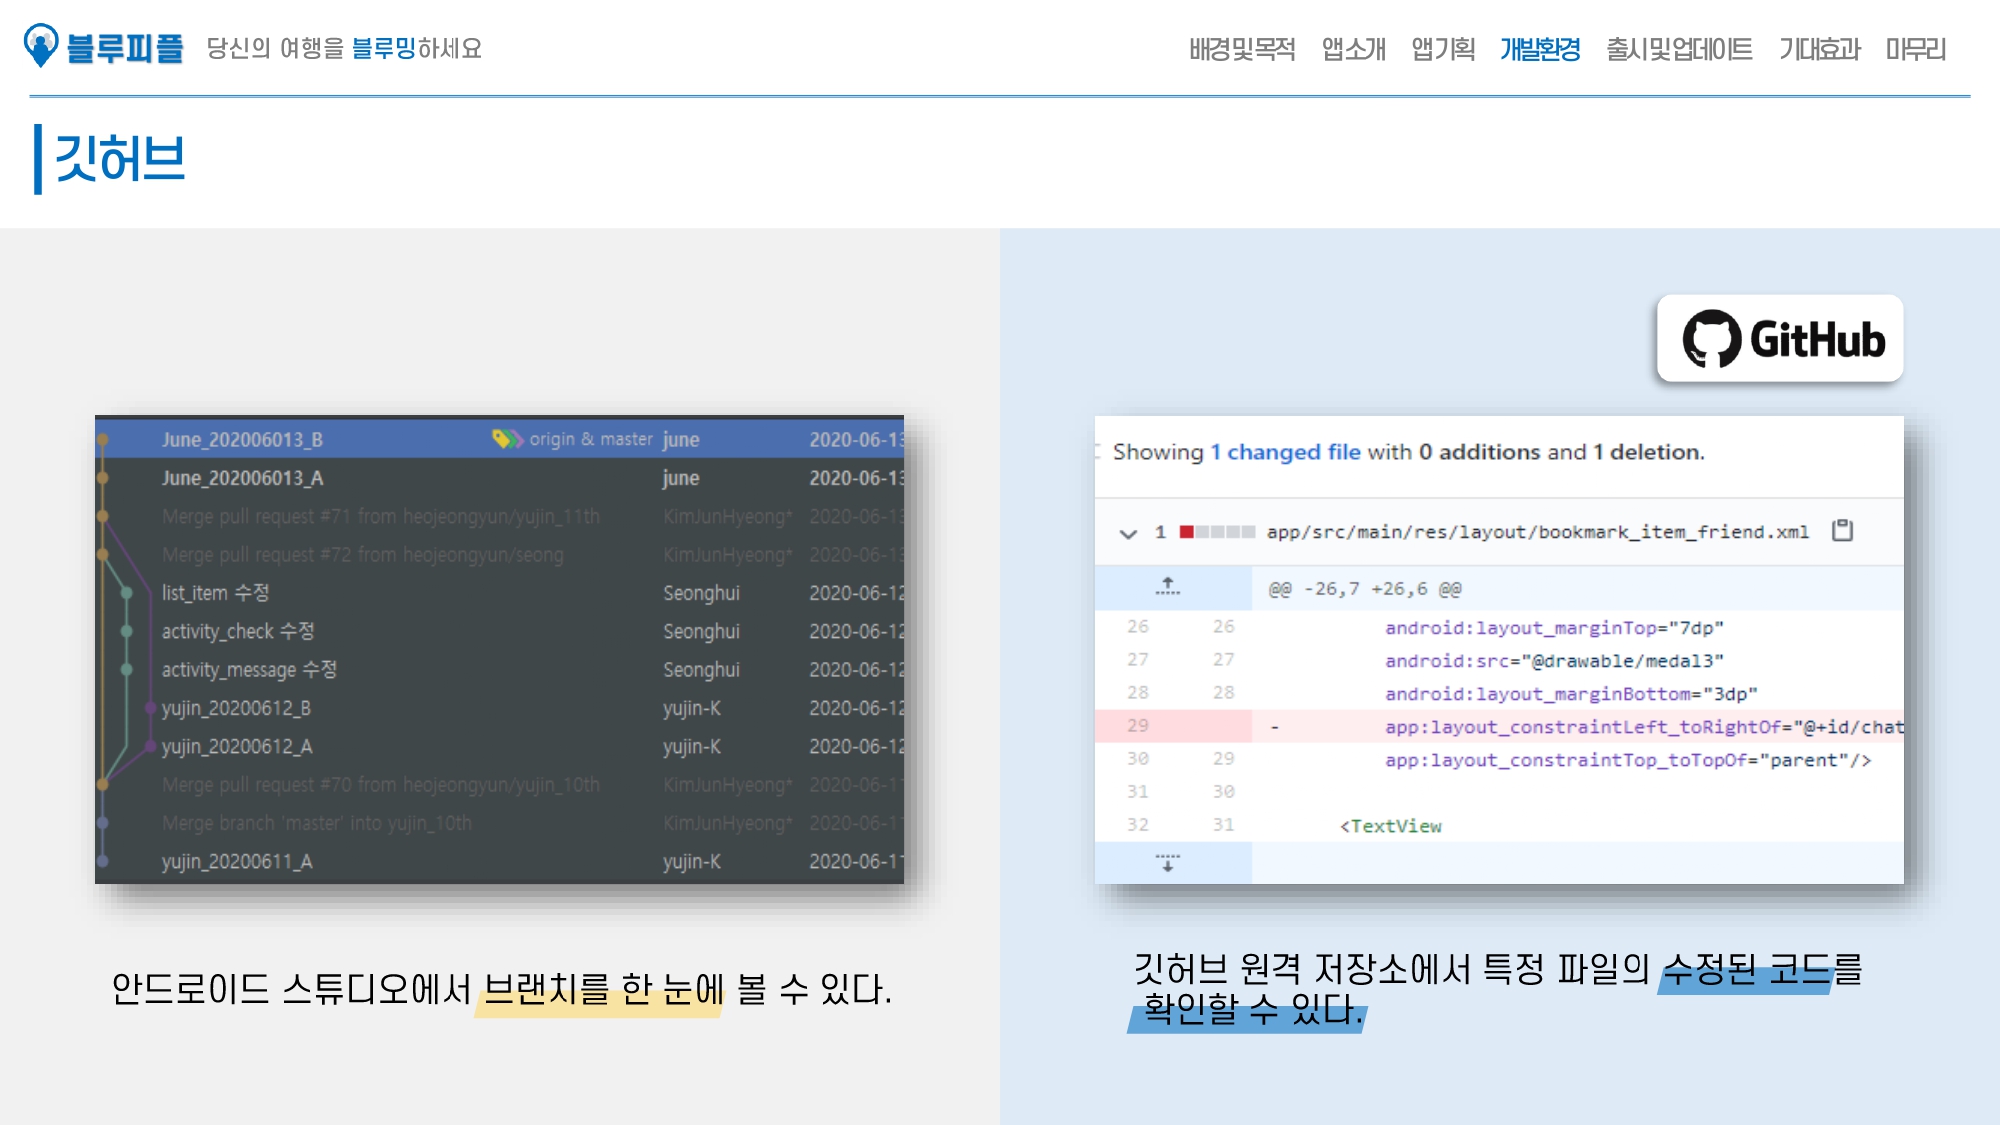 블루피플 당신의 여행을 블루밍하세요
배경및목적 앱소개 앱기획 개발환경 출시및업데이트 기대효과 마무리
깃허브
GitHub
June_202006013_B origin & master june 2020-06-13
June_202006013_A june 2020-06-13
Merge pull request #71 from heojeongyun/yujin_11th KimJunHyeong* 2020-06-13
Merge pull request #72 from heojeongyun/seong KimJunHyeong* 2020-06-13
list_item 수정 Seonghui 2020-06-12
activity_check 수정 Seonghui 2020-06-12
activity_message 수정 Seonghui 2020-06-12
yujin_20200612_B yujin-K 2020-06-12
yujin_20200612_A yujin-K 2020-06-12
Merge pull request #70 from heojeongyun/yujin_10th KimJunHyeong* 2020-06-11
Merge branch 'master' into yujin_10th KimJunHyeong* 2020-06-11
yujin_20200611_A yujin-K 2020-06-11
안드로이드 스튜디오에서 브랜치를 한 눈에 볼 수 있다.
Showing 1 changed file with 0 additions and 1 deletion.
1 app/src/main/res/layout/bookmark_item_friend.xml
@@ -26,7 +26,6 @@
26 26 android:layout_marginTop="7dp"
27 27 android:src="@drawable/medal3"
28 28 android:layout_marginBottom="3dp"
29 - app:layout_constraintLeft_toRightOf="@+id/chat
30 29 app:layout_constraintTop_toTopOf="parent"/>
31 30
32 31 <TextView
깃허브 원격 저장소에서 특정 파일의 수정된 코드를
확인할 수 있다.